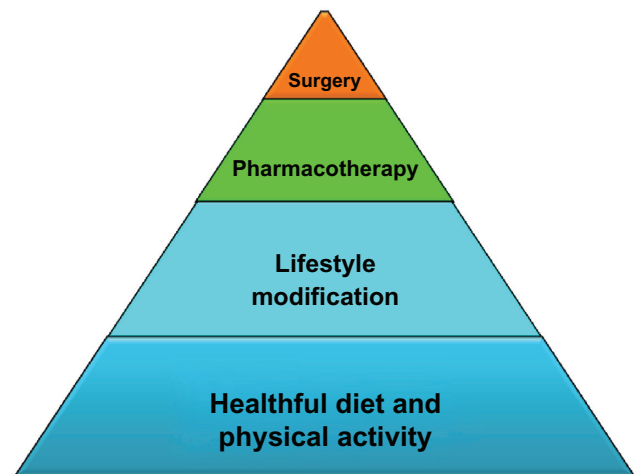 Surgery
Pharmacotherapy
Lifestyle
modification
Healthful diet and
physical activity